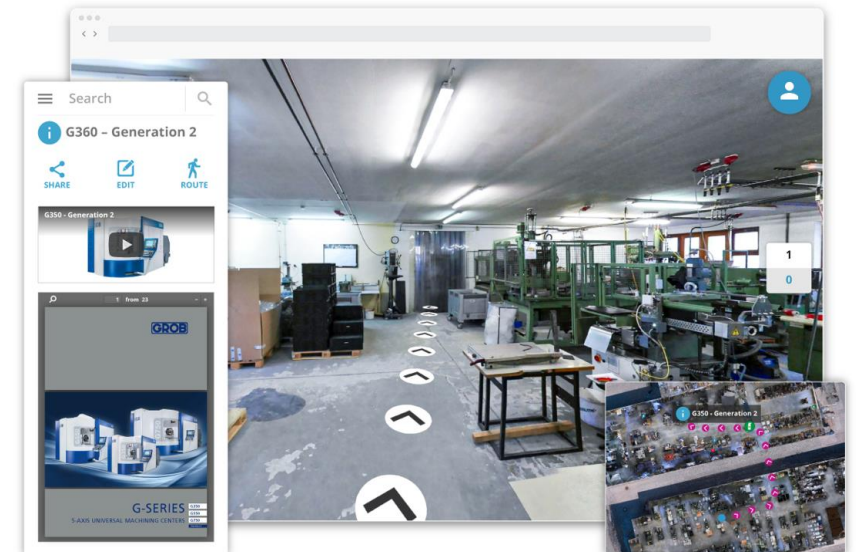 Search
G360 – Generation 2
SHARE
EDIT
ROUTE
G350 - Generation 2
1 from 23
GROB
G-SERIES
5-AXIS UNIVERSAL MACHINING CENTERS
1
0
G350 - Generation 2